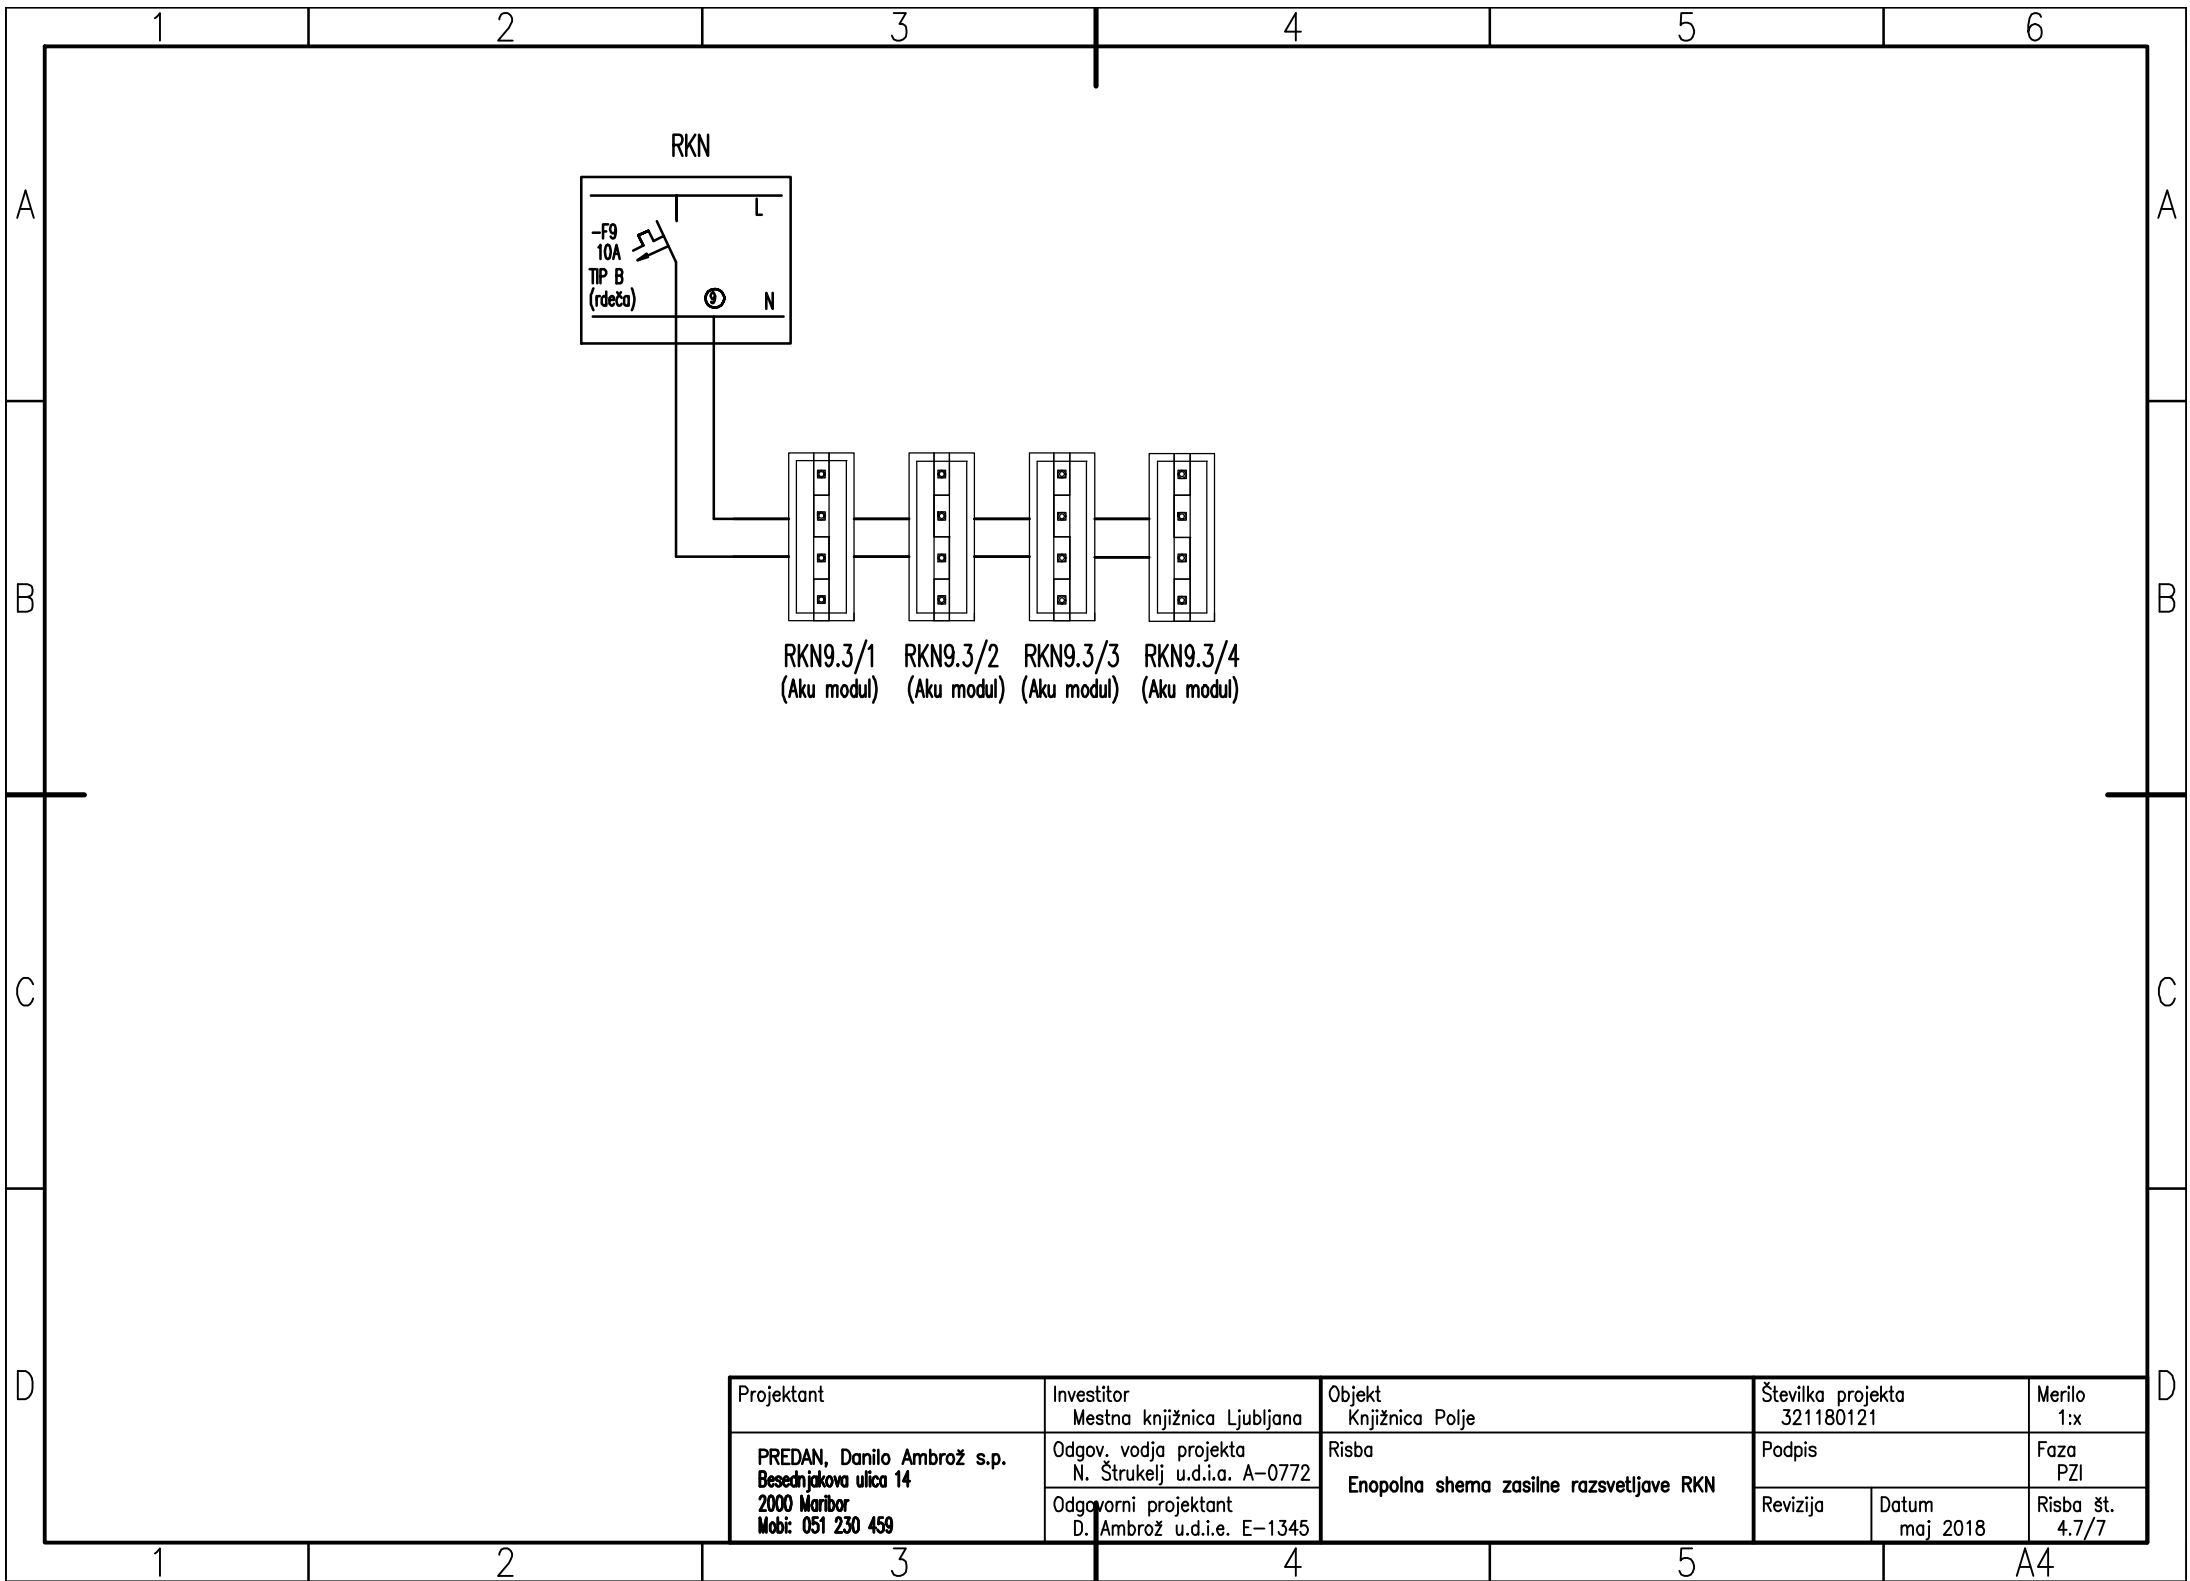 1 2 3 4 5 6
A A
B B
C C
D D
RKN
L
-F9
10A
TIP B
(rdeča)
9 N
RKN9.3/1 RKN9.3/2 RKN9.3/3 RKN9.3/4
(Aku modul) (Aku modul) (Aku modul) (Aku modul)
Projektant
PREDAN, Danilo Ambrož s.p.
Besednjakova ulica 14
2000 Maribor
Mobi: 051 230 459
Investitor
Mestna knjižnica Ljubljana
Odgov. vodja projekta
N. Štrukelj u.d.i.a. A-0772
Odgovorni projektant
D. Ambrož u.d.i.e. E-1345
Objekt
Knjižnica Polje
Risba
Enopolna shema zasilne razsvetljave RKN
Številka projekta
321180121
Merilo
1:x
Podpis
Faza
PZI
Revizija
Datum
maj 2018
Risba št.
4.7/7
1 2 3 4 5 A4